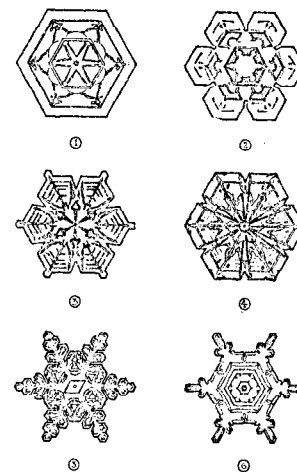 ① ②
③ ④
⑤ ⑥